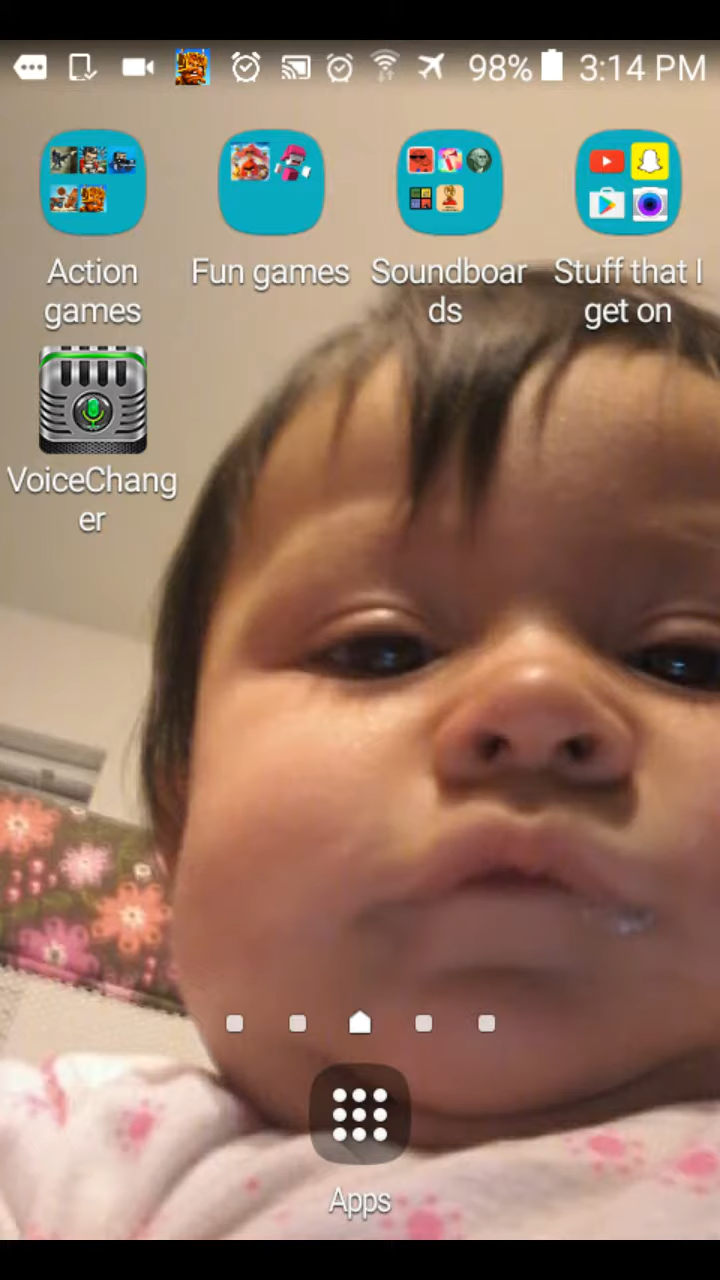 98% 3:14 PM
Action games
Fun games
Soundboar
ds
Stuff that I
get on
VoiceChang
er
Apps